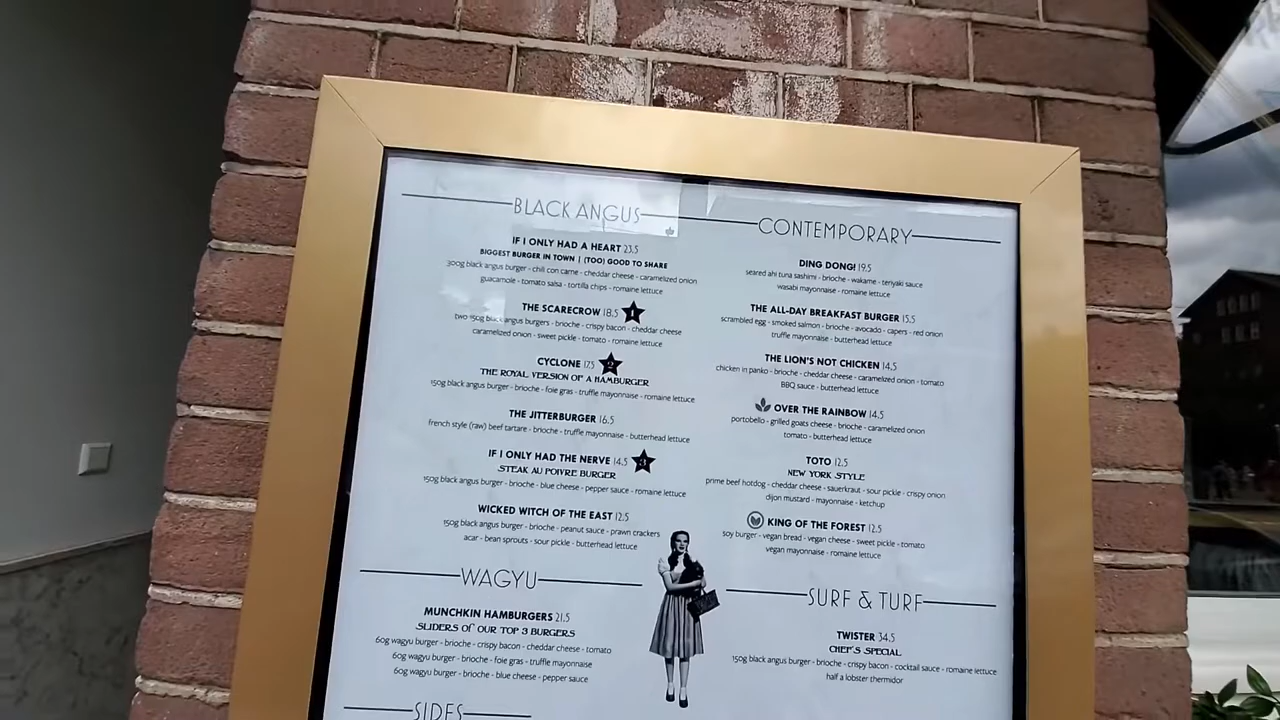 BLACK ANGUS
IF I ONLY HAD A HEART 23.5
BIGGEST BURGER IN TOWN | (TOO) GOOD TO SHARE
300g black angus burger - chili con carne - cheddar cheese - caramelized onion
guacamole - tomato salsa - tortilla chips - romaine lettuce
THE SCARECROW 18.5 1
two 150g black angus burgers - brioche - crispy bacon - cheddar cheese
caramelized onion - sweet pickle - tomato - romaine lettuce
CYCLONE 17.5 2
THE ROYAL VERSION OF A HAMBURGER
150g black angus burger - brioche - foie gras - truffle mayonnaise - romaine lettuce
THE JITTERBURGER 16.5
french style (raw) beef tartare - brioche - truffle mayonnaise - butterhead lettuce
IF I ONLY HAD THE NERVE 14.5 3
STEAK AU POIVRE BURGER
150g black angus burger - brioche - blue cheese - pepper sauce - romaine lettuce
WICKED WITCH OF THE EAST 12.5
150g black angus burger - brioche - peanut sauce - prawn crackers
acar - bean sprouts - sour pickle - butterhead lettuce
WAGYU
MUNCHKIN HAMBURGERS 21.5
SLIDERS OF OUR TOP 3 BURGERS
60g wagyu burger - brioche - crispy bacon - cheddar cheese - tomato
60g wagyu burger - brioche - foie gras - truffle mayonnaise
60g wagyu burger - brioche - blue cheese - pepper sauce
SIDES
CONTEMPORARY
DING DONG! 19.5
seared ahi tuna sashimi - brioche - wakame - teriyaki sauce
wasabi mayonnaise - romaine lettuce
THE ALL-DAY BREAKFAST BURGER 15.5
scrambled egg - smoked salmon - brioche - avocado - capers - red onion
truffle mayonnaise - butterhead lettuce
THE LION'S NOT CHICKEN 14.5
chicken in panko - brioche - cheddar cheese - caramelized onion - tomato
BBQ sauce - butterhead lettuce
OVER THE RAINBOW 14.5
portobello - grilled goats cheese - brioche - caramelized onion
tomato - butterhead lettuce
TOTO 12.5
NEW YORK STYLE
prime beef hotdog - cheddar cheese - sauerkraut - sour pickle - crispy onion
dijon mustard - mayonnaise - ketchup
KING OF THE FOREST 12.5
soy burger - vegan bread - vegan cheese - sweet pickle - tomato
vegan mayonnaise - romaine lettuce
SURF & TURF
TWISTER 34.5
CHEF'S SPECIAL
150g black angus burger - brioche - crispy bacon - cocktail sauce - romaine lettuce
half a lobster thermidor